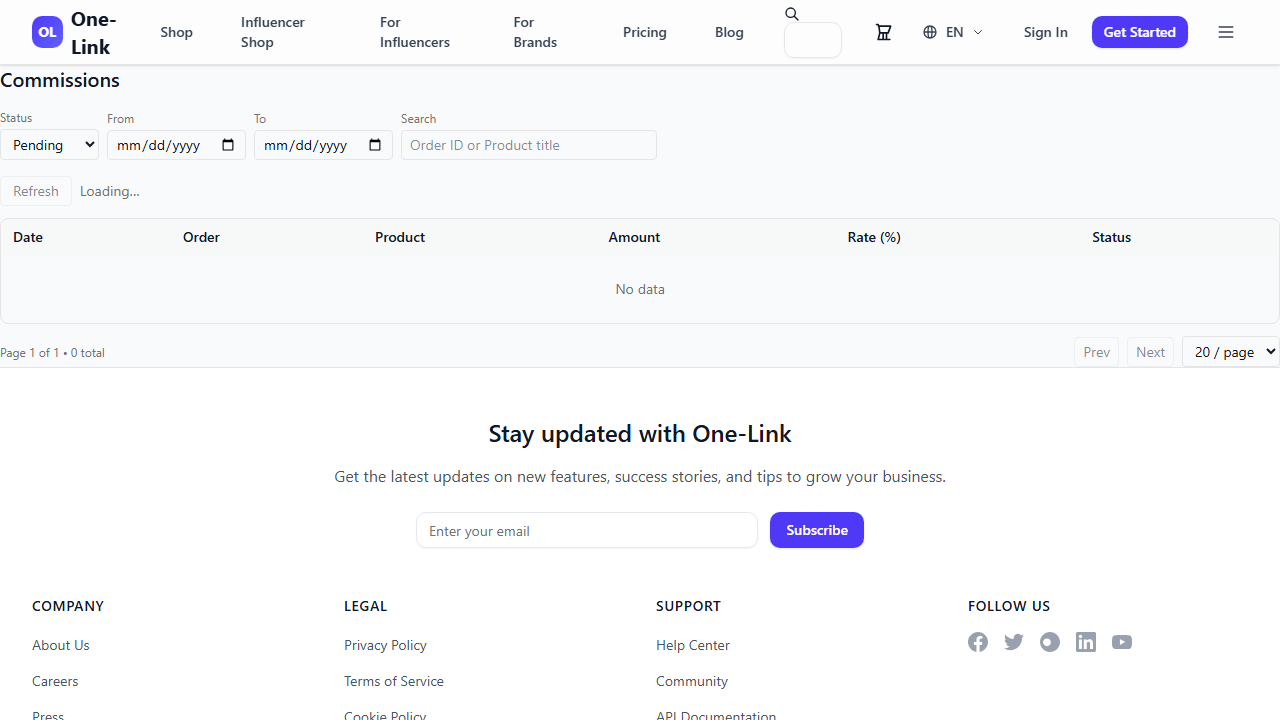 OL One-Link
Shop
Influencer Shop
For Influencers
For Brands
Pricing
Blog
EN
Sign In
Get Started
Commissions
Status
From
To
Search
Pending
mm/dd/yyyy
mm/dd/yyyy
Order ID or Product title
Refresh
Loading...
Date Order Product Amount Rate (%) Status
No data
Page 1 of 1 • 0 total
Prev
Next
20 / page
Stay updated with One-Link
Get the latest updates on new features, success stories, and tips to grow your business.
Enter your email
Subscribe
COMPANY LEGAL SUPPORT FOLLOW US
About Us Privacy Policy Help Center
Careers Terms of Service Community
Press Cookie Policy API Documentation